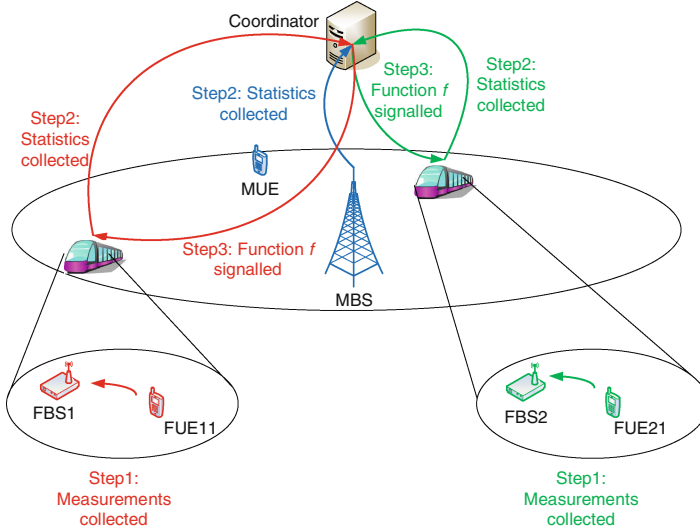 Coordinator
Step2: Statistics
collected
Step3:
Function f
signalled
Step2:
Statistics
collected
Step2:
Statistics
collected
MUE
Step3: Function f
signalled
MBS
FBS1
FUE11
FBS2
FUE21
Step1:
Measurements
collected
Step1:
Measurements
collected